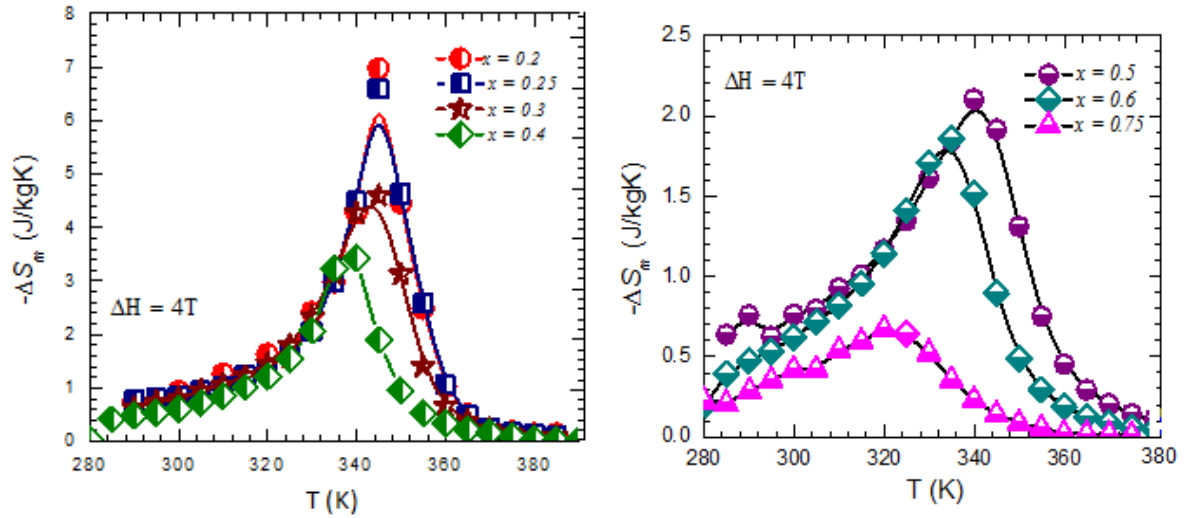 8
7
6
5
4
3
2
1
0
-ΔSm (J/kgK)
280 300 320 340 360 380
T (K)
x = 0.2
x = 0.25
x = 0.3
x = 0.4
ΔH = 4T
2.5
2.0
1.5
1.0
0.5
0.0
-ΔSm (J/kgK)
280 300 320 340 360 380
T (K)
ΔH = 4T
x = 0.5
x = 0.6
x = 0.75